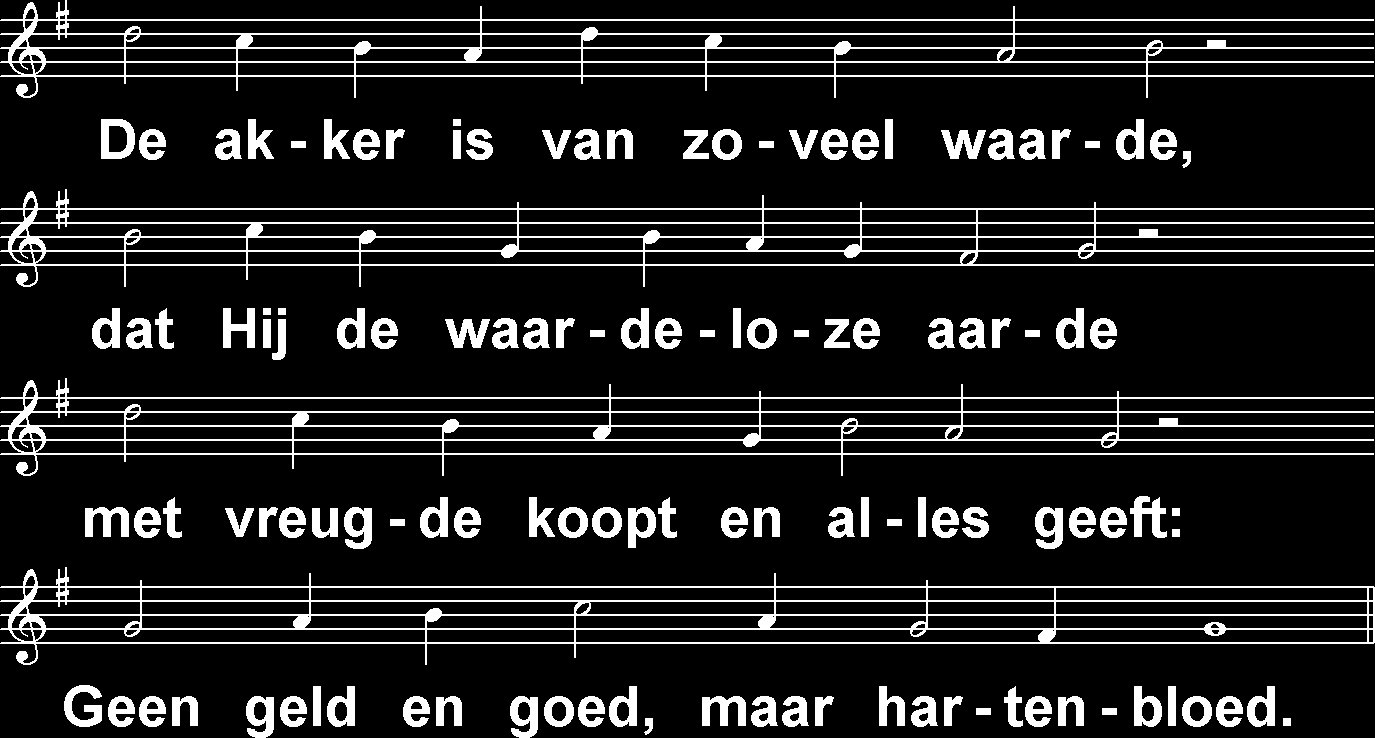 De ak - ker is van zo - veel waar - de,
dat Hij de waar - de - lo - ze aar - de
met vreug - de koopt en al - les geeft:
Geen geld en goed, maar har - ten - bloed.